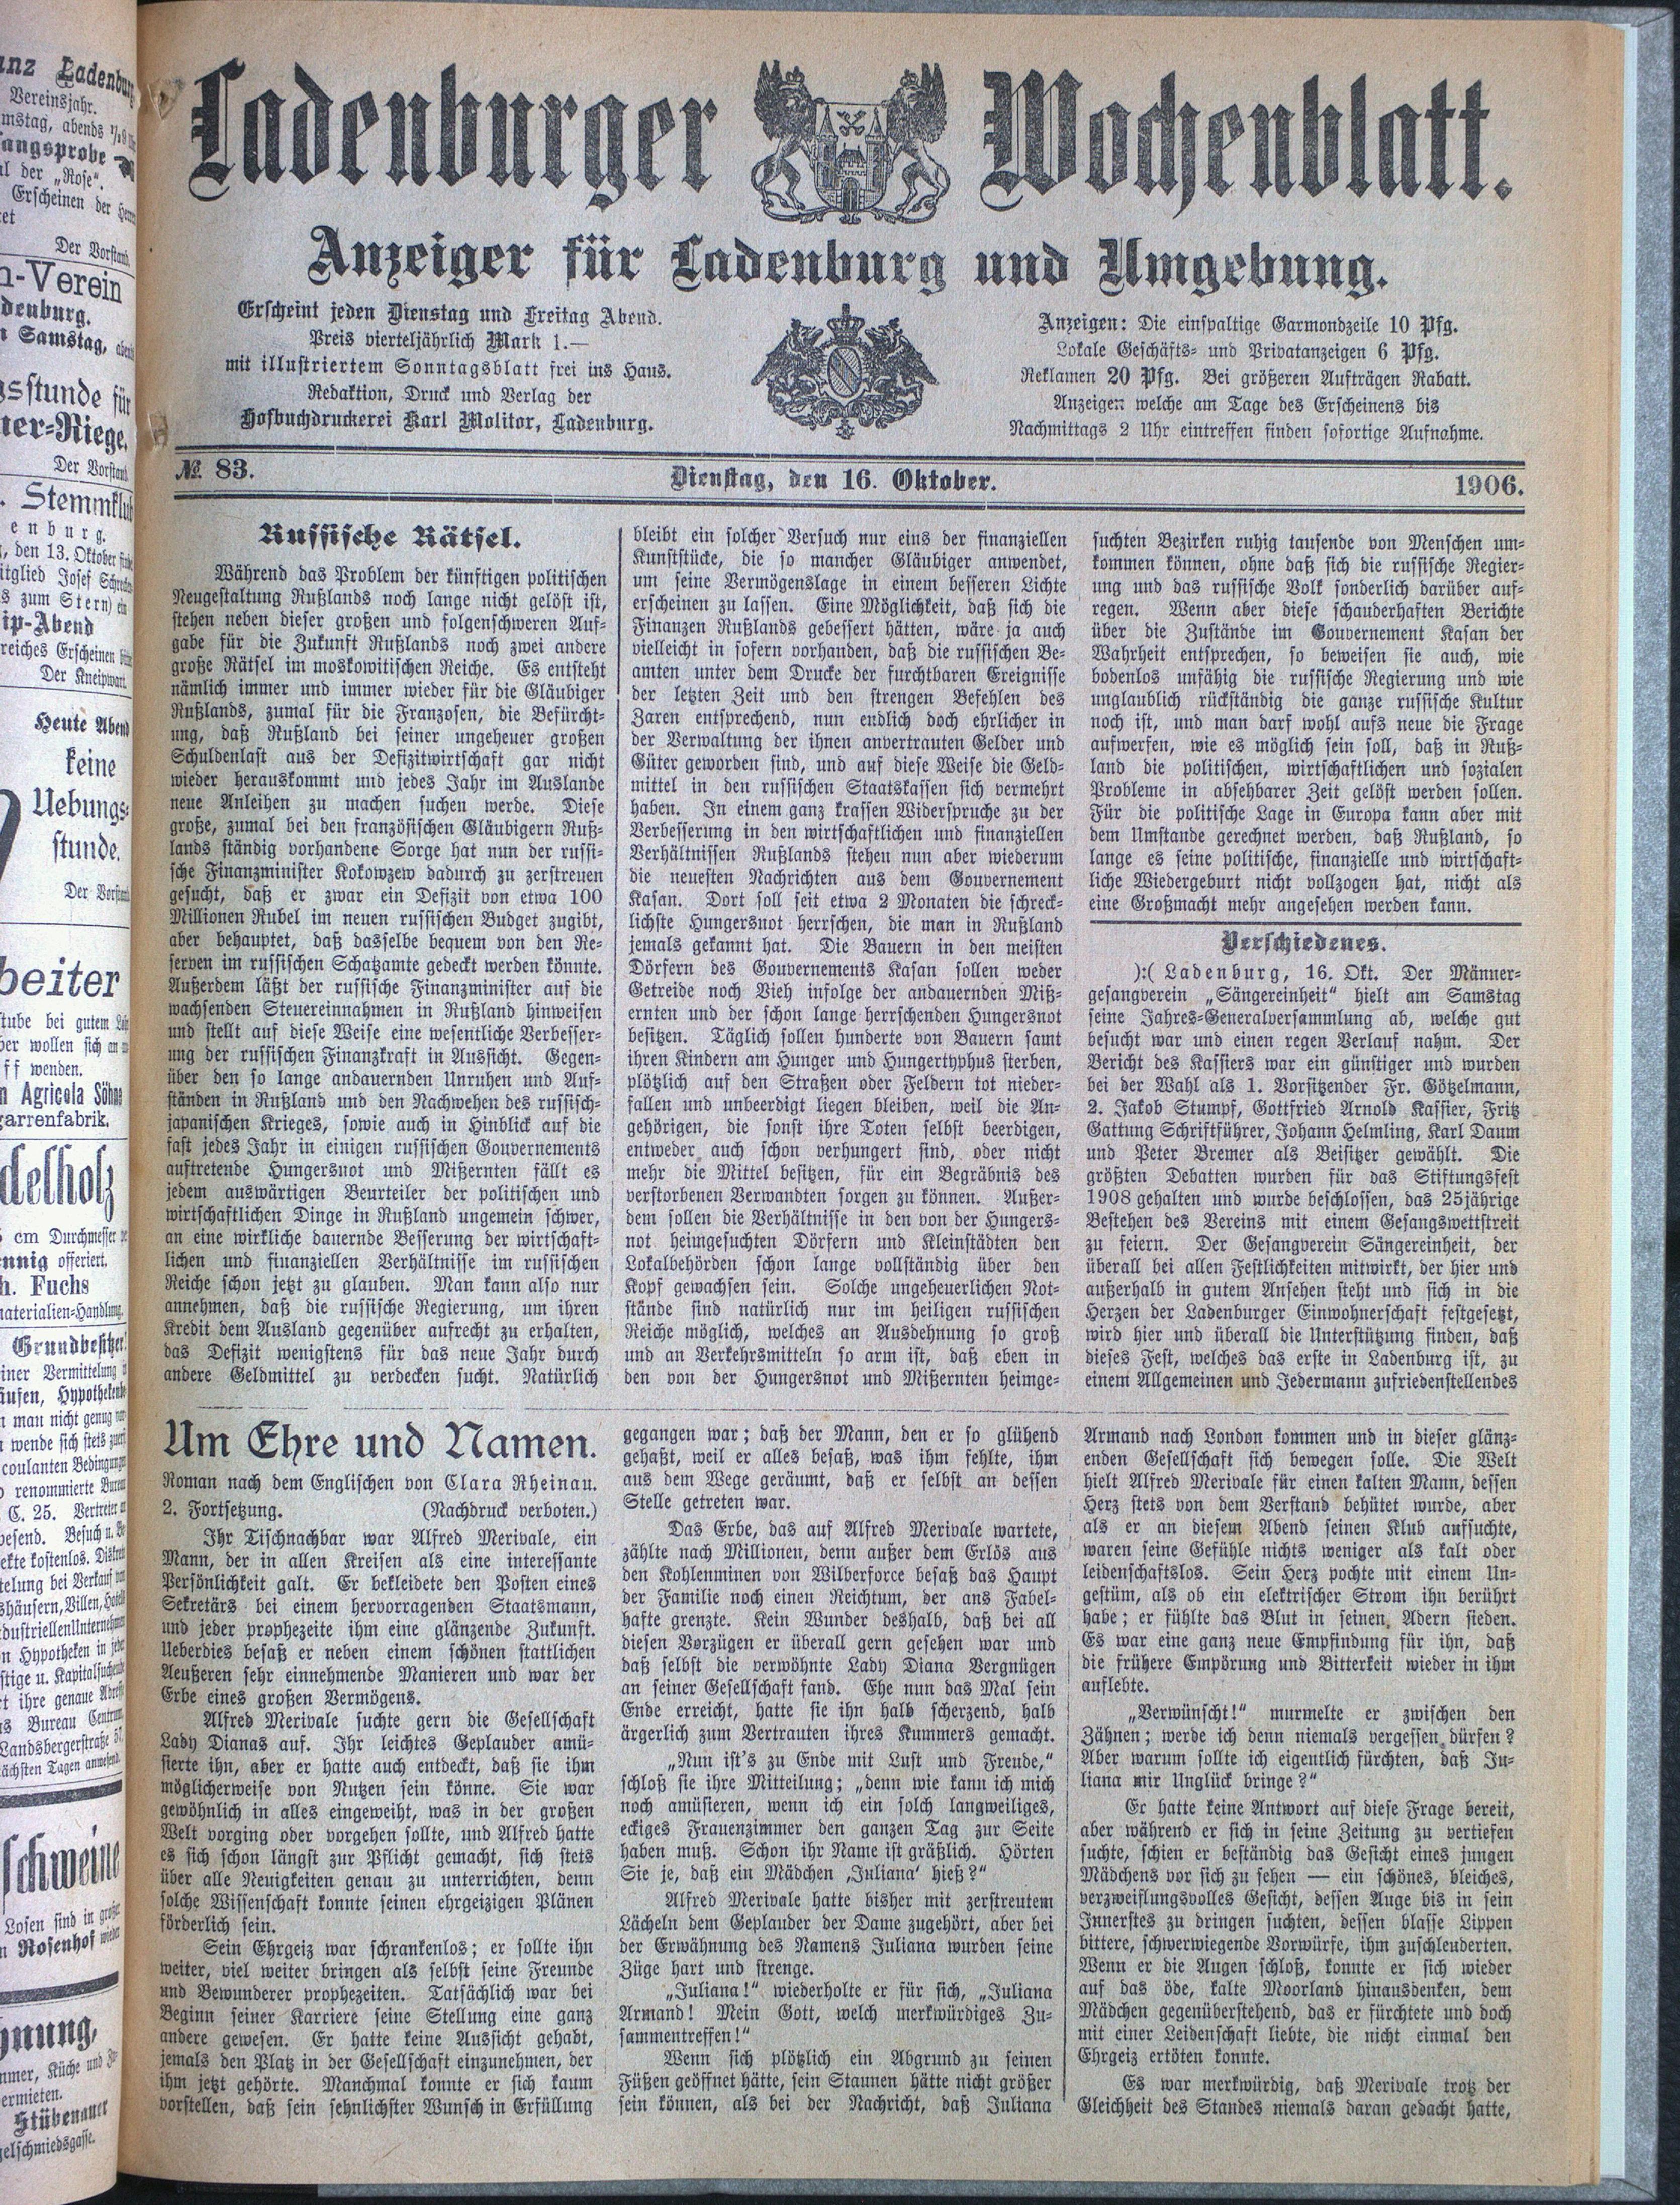 Ladenburger Wochenblatt.
Anzeiger für Ladenburg und Umgebung.
Erscheint jeden Dienstag und Freitag Abend.
Preis vierteljährlich Mark 1.—
mit illustriertem Sonntagsblatt frei ins Haus.
Redaktion, Druck und Verlag der
Hofbuchdruckerei Karl Molitor, Ladenburg.
Anzeigen: Die einspaltige Garmondzeile 10 Pfg.
Lokale Geschäfts- und Privatanzeigen 6 Pfg.
Reklamen 20 Pfg. Bei größeren Aufträgen Rabatt.
Anzeigen welche am Tage des Erscheinens bis
Nachmittags 2 Uhr eintreffen finden sofortige Aufnahme.
№ 83. Dienstag, den 16. Oktober. 1906.
Russische Rätsel.
Während das Problem der künftigen politischen
Neugestaltung Rußlands noch lange nicht gelöst ist,
stehen neben dieser großen und folgenschweren Auf-
gabe für die Zukunft Rußlands noch zwei andere
große Rätsel im moskowitischen Reiche. Es entsteht
nämlich immer und immer wieder für die Gläubiger
Rußlands, zumal für die Franzosen, die Befürcht-
ung, daß Rußland bei seiner ungeheuer großen
Schuldenlast aus der Defizitwirtschaft gar nicht
wieder herauskommt und jedes Jahr im Auslande
neue Anleihen zu machen suchen werde. Diese
große, zumal bei den französischen Gläubigern Ruß-
lands ständig vorhandene Sorge hat nun der russi-
sche Finanzminister Kokowzew dadurch zu zerstreuen
gesucht, daß er zwar ein Defizit von etwa 100
Millionen Rubel im neuen russischen Budget zugibt,
aber behauptet, daß dasselbe bequem von den Re-
serven im russischen Schatzamte gedeckt werden könnte.
Außerdem läßt der russische Finanzminister auf die
wachsenden Steuereinnahmen in Rußland hinweisen
und stellt auf diese Weise eine wesentliche Verbesser-
ung der russischen Finanzkraft in Aussicht. Gegen-
über den so lange andauernden Unruhen und Auf-
ständen in Rußland und den Nachwehen des russisch-
japanischen Krieges, sowie auch in Hinblick auf die
fast jedes Jahr in einigen russischen Gouvernements
auftretende Hungersnot und Mißernten fällt es
jedem auswärtigen Beurteiler der politischen und
wirtschaftlichen Dinge in Rußland ungemein schwer,
an eine wirkliche dauernde Besserung der wirtschaft-
lichen und finanziellen Verhältnisse im russischen
Reiche schon jetzt zu glauben. Man kann also nur
annehmen, daß die russische Regierung, um ihren
Kredit dem Ausland gegenüber aufrecht zu erhalten,
das Defizit wenigstens für das neue Jahr durch
andere Geldmittel zu verdecken sucht. Natürlich
bleibt ein solcher Versuch nur eins der finanziellen
Kunststücke, die so mancher Gläubiger anwendet,
um seine Vermögenslage in einem besseren Lichte
erscheinen zu lassen. Eine Möglichkeit, daß sich die
Finanzen Rußlands gebessert hätten, wäre ja auch
vielleicht in sofern vorhanden, daß die russischen Be-
amten unter dem Drucke der furchtbaren Ereignisse
der letzten Zeit und den strengen Befehlen des
Zaren entsprechend, nun endlich doch ehrlicher in
der Verwaltung der ihnen anvertrauten Gelder und
Güter geworden sind, und auf diese Weise die Geld-
mittel in den russischen Staatskassen sich vermehrt
haben. In einem ganz krassen Widerspruche zu der
Verbesserung in den wirtschaftlichen und finanziellen
Verhältnissen Rußlands stehen nun aber wiederum
die neuesten Nachrichten aus dem Gouvernement
Kasan. Dort soll seit etwa 2 Monaten die schreck-
lichste Hungersnot herrschen, die man in Rußland
jemals gekannt hat. Die Bauern in den meisten
Dörfern des Gouvernements Kasan sollen weder
Getreide noch Vieh infolge der andauernden Miß-
ernten und der schon lange herrschenden Hungersnot
besitzen. Täglich sollen hunderte von Bauern samt
ihren Kindern am Hunger und Hungertyphus sterben,
plötzlich auf den Straßen oder Feldern tot nieder-
fallen und unbeerdigt liegen bleiben, weil die An-
gehörigen, die sonst ihre Toten selbst beerdigen,
entweder auch schon verhungert sind, oder nicht
mehr die Mittel besitzen, für ein Begräbnis des
verstorbenen Verwandten sorgen zu können. Außer-
dem sollen die Verhältnisse in den von der Hungers-
not heimgesuchten Dörfern und Kleinstädten den
Lokalbehörden schon lange vollständig über den
Kopf gewachsen sein. Solche ungeheuerlichen Not-
stände sind natürlich nur im heiligen russischen
Reiche möglich, welches an Ausdehnung so groß
und an Verkehrsmitteln so arm ist, daß eben in
den von der Hungersnot und Mißernten heimge-
suchten Bezirken ruhig tausende von Menschen um-
kommen können, ohne daß sich die russische Regier-
ung und das russische Volk sonderlich darüber auf-
regen. Wenn aber diese schauderhaften Berichte
über die Zustände im Gouvernement Kasan der
Wahrheit entsprechen, so beweisen sie auch, wie
bodenlos unfähig die russische Regierung und wie
unglaublich rückständig die ganze russische Kultur
noch ist, und man darf wohl aufs neue die Frage
aufwerfen, wie es möglich sein soll, daß in Ruß-
land die politischen, wirtschaftlichen und sozialen
Probleme in absehbarer Zeit gelöst werden sollen.
Für die politische Lage in Europa kann aber mit
dem Umstande gerechnet werden, daß Rußland, so
lange es seine politische, finanzielle und wirtschaft-
liche Wiedergeburt nicht vollzogen hat, nicht als
eine Großmacht mehr angesehen werden kann.
Verschiedenes.
):( Ladenburg, 16. Okt. Der Männer-
gesangverein „Sängereinheit“ hielt am Samstag
seine Jahres-Generalversammlung ab, welche gut
besucht war und einen regen Verlauf nahm. Der
Bericht des Kassiers war ein günstiger und wurden
bei der Wahl als 1. Vorsitzender Fr. Götzelmann,
2. Jakob Stumpf, Gottfried Arnold Kassier, Fritz
Gattung Schriftführer, Johann Helmling, Karl Daum
und Peter Bremer als Beisitzer gewählt. Die
größten Debatten wurden für das Stiftungsfest
1908 gehalten und wurde beschlossen, das 25jährige
Bestehen des Vereins mit einem Gesangswettstreit
zu feiern. Der Gesangverein Sängereinheit, der
überall bei allen Festlichkeiten mitwirkt, der hier und
außerhalb in gutem Ansehen steht und sich in die
Herzen der Ladenburger Einwohnerschaft festgesetzt,
wird hier und überall die Unterstützung finden, daß
dieses Fest, welches das erste in Ladenburg ist, zu
einem Allgemeinen und Jedermann zufriedenstellendes
Um Ehre und Namen.
Roman nach dem Englischen von Clara Rheinau.
2. Fortsetzung. (Nachdruck verboten.)
Ihr Tischnachbar war Alfred Merivale, ein
Mann, der in allen Kreisen als eine interessante
Persönlichkeit galt. Er bekleidete den Posten eines
Sekretärs bei einem hervorragenden Staatsmann,
und jeder prophezeite ihm eine glänzende Zukunft.
Ueberdies besaß er neben einem schönen stattlichen
Aeußeren sehr einnehmende Manieren und war der
Erbe eines großen Vermögens.
Alfred Merivale suchte gern die Gesellschaft
Lady Dianas auf. Ihr leichtes Geplauder amü-
sierte ihn, aber er hatte auch entdeckt, daß sie ihm
möglicherweise von Nutzen sein könne. Sie war
gewöhnlich in alles eingeweiht, was in der großen
Welt vorging oder vorgehen sollte, und Alfred hatte
es sich schon längst zur Pflicht gemacht, sich stets
über alle Neuigkeiten genau zu unterrichten, denn
solche Wissenschaft konnte seinen ehrgeizigen Plänen
förderlich sein.
Sein Ehrgeiz war schrankenlos; er sollte ihn
weiter, viel weiter bringen als selbst seine Freunde
und Bewunderer prophezeiten. Tatsächlich war bei
Beginn seiner Karriere seine Stellung eine ganz
andere gewesen. Er hatte keine Aussicht gehabt,
jemals den Platz in der Gesellschaft einzunehmen, der
ihm jetzt gehörte. Manchmal konnte er sich kaum
vorstellen, daß sein sehnlichster Wunsch in Erfüllung
gegangen war; daß der Mann, den er so glühend
gehaßt, weil er alles besaß, was ihm fehlte, ihm
aus dem Wege geräumt, daß er selbst an dessen
Stelle getreten war.
Das Erbe, das auf Alfred Merivale wartete,
zählte nach Millionen, denn außer dem Erlös aus
den Kohlenminen von Wilberforce besaß das Haupt
der Familie noch einen Reichtum, der ans Fabel-
hafte grenzte. Kein Wunder deshalb, daß bei all
diesen Vorzügen er überall gern gesehen war und
daß selbst die verwöhnte Lady Diana Vergnügen
an seiner Gesellschaft fand. Ehe nun das Mal sein
Ende erreicht, hatte sie ihn halb scherzend, halb
ärgerlich zum Vertrauten ihres Kummers gemacht.
„Nun ist's zu Ende mit Lust und Freude,“
schloß sie ihre Mitteilung; „denn wie kann ich mich
noch amüsieren, wenn ich ein solch langweiliges,
eckiges Frauenzimmer den ganzen Tag zur Seite
haben muß. Schon ihr Name ist gräßlich. Hörten
Sie je, daß ein Mädchen ‚Juliana‘ hieß?“
Alfred Merivale hatte bisher mit zerstreutem
Lächeln dem Geplauder der Dame zugehört, aber bei
der Erwähnung des Namens Juliana wurden seine
Züge hart und strenge.
„Juliana!“ wiederholte er für sich, „Juliana
Armand! Mein Gott, welch merkwürdiges Zu-
sammentreffen!“
Wenn sich plötzlich ein Abgrund zu seinen
Füßen geöffnet hätte, sein Staunen hätte nicht größer
sein können, als bei der Nachricht, daß Juliana
Armand nach London kommen und in dieser glänz-
enden Gesellschaft sich bewegen solle. Die Welt
hielt Alfred Merivale für einen kalten Mann, dessen
Herz stets von dem Verstand behütet wurde, aber
als er an diesem Abend seinen Klub aufsuchte,
waren seine Gefühle nichts weniger als kalt oder
leidenschaftslos. Sein Herz pochte mit einem Un-
gestüm, als ob ein elektrischer Strom ihn berührt
habe; er fühlte das Blut in seinen Adern sieden.
Es war eine ganz neue Empfindung für ihn, daß
die frühere Empörung und Bitterkeit wieder in ihm
auflebte.
„Verwünscht!“ murmelte er zwischen den
Zähnen; werde ich denn niemals vergessen dürfen?
Aber warum sollte ich eigentlich fürchten, daß Ju-
liana mir Unglück bringe?“
Er hatte keine Antwort auf diese Frage bereit,
aber während er sich in seine Zeitung zu vertiefen
suchte, schien er beständig das Gesicht eines jungen
Mädchens vor sich zu sehen — ein schönes, bleiches,
verzweiflungsvolles Gesicht, dessen Auge bis in sein
Innerstes zu dringen suchten, dessen blasse Lippen
bittere, schwerwiegende Vorwürfe, ihm zuschleuderten.
Wenn er die Augen schloß, konnte er sich wieder
auf das öde, kalte Moorland hinausdenken, dem
Mädchen gegenüberstehend, das er fürchtete und doch
mit einer Leidenschaft liebte, die nicht einmal den
Ehrgeiz ertöten konnte.
Es war merkwürdig, daß Merivale trotz der
Gleichheit des Standes niemals daran gedacht hatte,